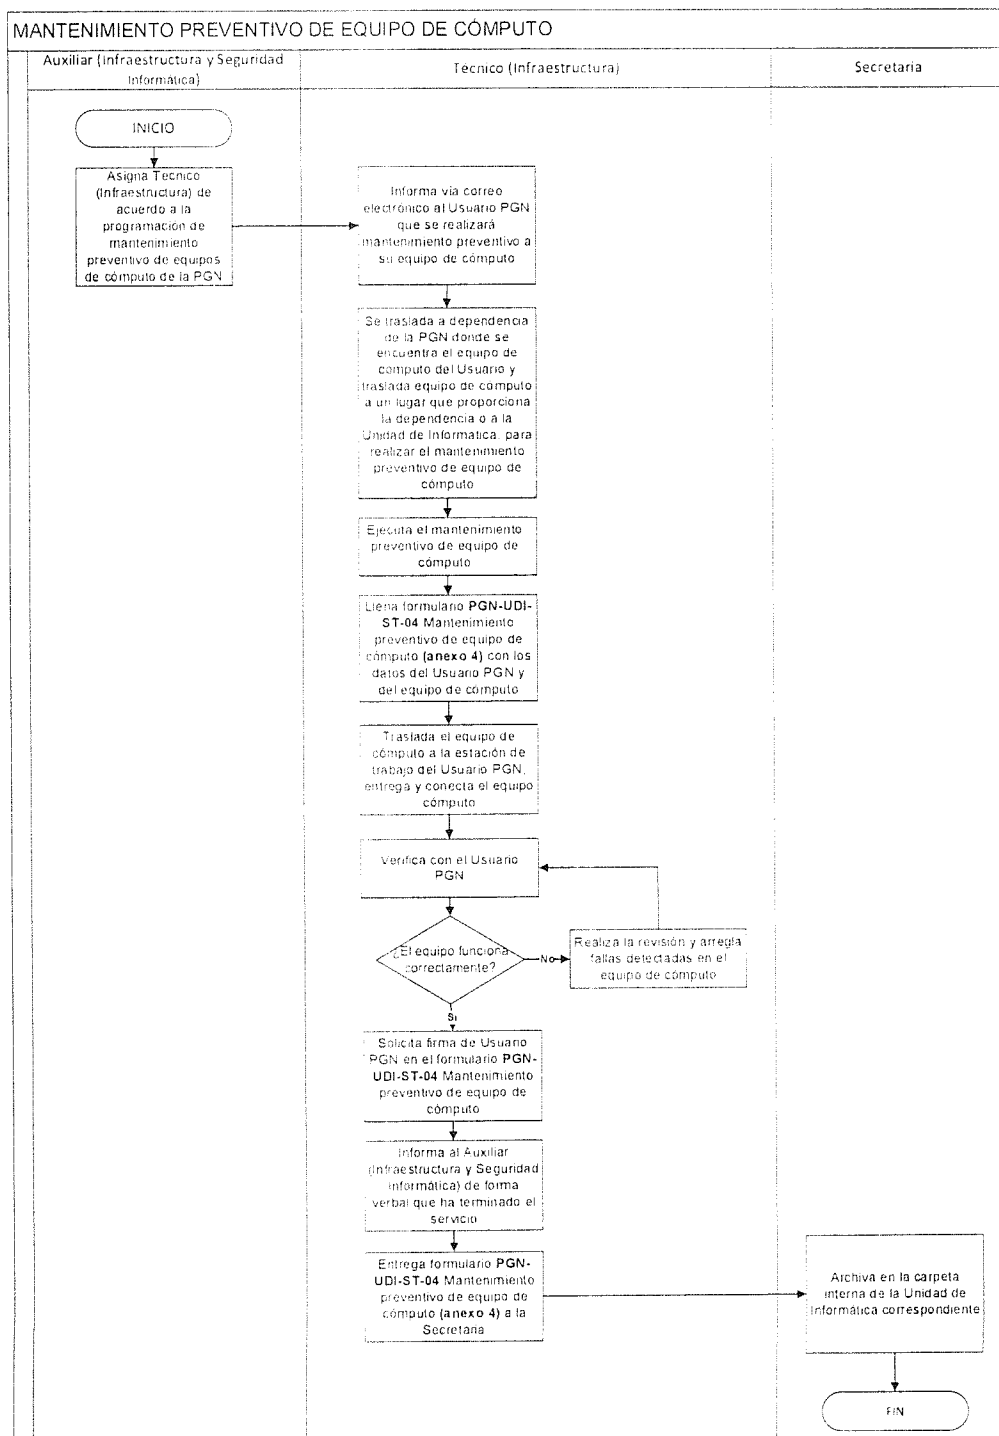 MANTENIMIENTO PREVENTIVO DE EQUIPO DE CÓMPUTO
Auxiliar (Infraestructura y Seguridad
Informática)
Técnico (Infraestructura)
Secretaria
INICIO
Asigna Técnico
(Infraestructura) de
acuerdo a la
programación de
mantenimiento
preventivo de equipos
de cómputo de la PGN
Informa vía correo
electrónico al Usuario PGN
que se realizará
mantenimiento preventivo a
su equipo de cómputo
Se traslada a dependencia
de la PGN donde se
encuentra el equipo de
cómputo del Usuario y
traslada equipo de computo
a un lugar que proporciona
la dependencia o a la
Unidad de Informática, para
realizar el mantenimiento
preventivo de equipo de
cómputo
Ejecuta el mantenimiento
preventivo de equipo de
cómputo
Llena formulario PGN-UDI-
ST-04 Mantenimiento
preventivo de equipo de
cómputo (anexo 4) con los
datos del Usuario PGN y
del equipo de cómputo
Traslada el equipo de
cómputo a la estación de
trabajo del Usuario PGN,
entrega y conecta el equipo
cómputo
Verifica con el Usuario
PGN
¿El equipo funciona
correctamente?
No
Realiza la revisión y arregla
fallas detectadas en el
equipo de cómputo
Si
Solicita firma de Usuario
PGN en el formulario PGN-
UDI-ST-04 Mantenimiento
preventivo de equipo de
cómputo
Informa al Auxiliar
(Infraestructura y Seguridad
Informática) de forma
verbal que ha terminado el
servicio
Entrega formulario PGN-
UDI-ST-04 Mantenimiento
preventivo de equipo de
cómputo (anexo 4) a la
Secretaria
Archiva en la carpeta
interna de la Unidad de
Informática correspondiente
FIN